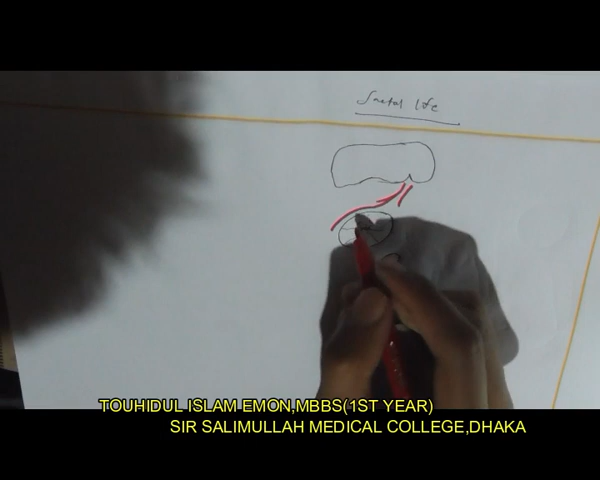 Foetal life
TOUHIDUL ISLAM EMON,MBBS(1ST YEAR)
SIR SALIMULLAH MEDICAL COLLEGE,DHAKA